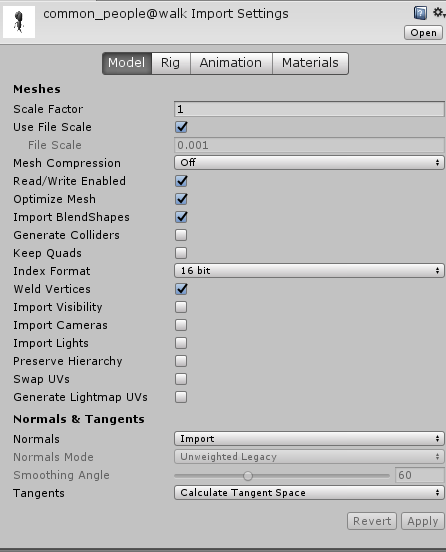 common_people@walk Import Settings
Open
Model Rig Animation Materials
Meshes
Scale Factor 1
Use File Scale
File Scale 0.001
Mesh Compression Off
Read/Write Enabled
Optimize Mesh
Import BlendShapes
Generate Colliders
Keep Quads
Index Format 16 bit
Weld Vertices
Import Visibility
Import Cameras
Import Lights
Preserve Hierarchy
Swap UVs
Generate Lightmap UVs
Normals & Tangents
Normals Import
Normals Mode Unweighted Legacy
Smoothing Angle 60
Tangents Calculate Tangent Space
Revert Apply